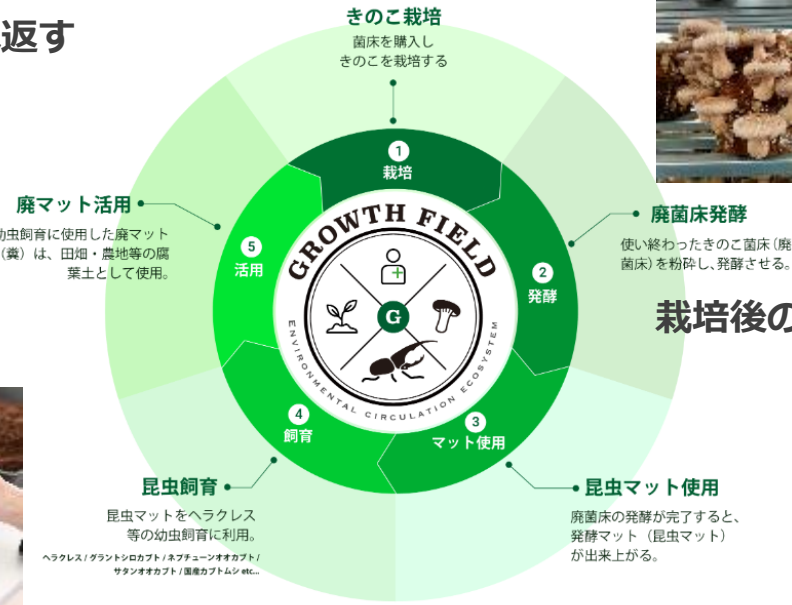 返す
きのこ栽培
菌床を購入し
きのこを栽培する
1
栽培
廃マット活用
幼虫飼育に使用した廃マット
（糞）は、田畑・農地等の腐
葉土として使用。
5
活用
GROWTH FIELD
G
ENVIRONMENTAL CIRCULATION ECOSYSTEM
2
発酵
廃菌床発酵
使い終わったきのこ菌床（廃
菌床）を粉砕し、発酵させる。
栽培後の
4
飼育
3
マット使用
昆虫飼育
昆虫マットをヘラクレス
等の幼虫飼育に利用。
ヘラクレス / グラントシロカブト / ネプチューンオオカブト /
サタンオオカブト / 国産カブトムシ etc...
昆虫マット使用
廃菌床の発酵が完了すると、
発酵マット（昆虫マット）
が出来上がる。